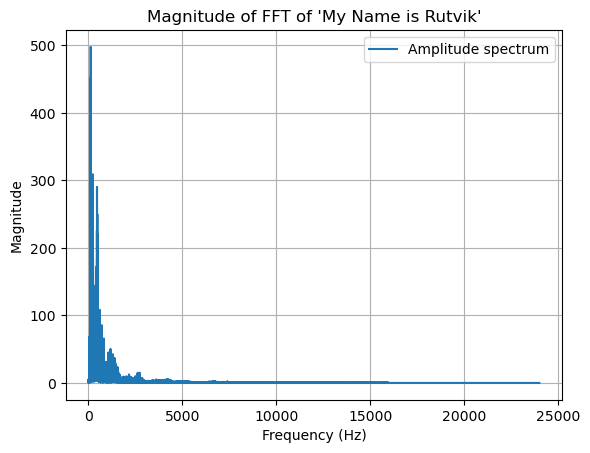 Magnitude of FFT of 'My Name is Rutvik'
Amplitude spectrum
500
400
300
200
100
0
Magnitude
0 5000 10000 15000 20000 25000
Frequency (Hz)